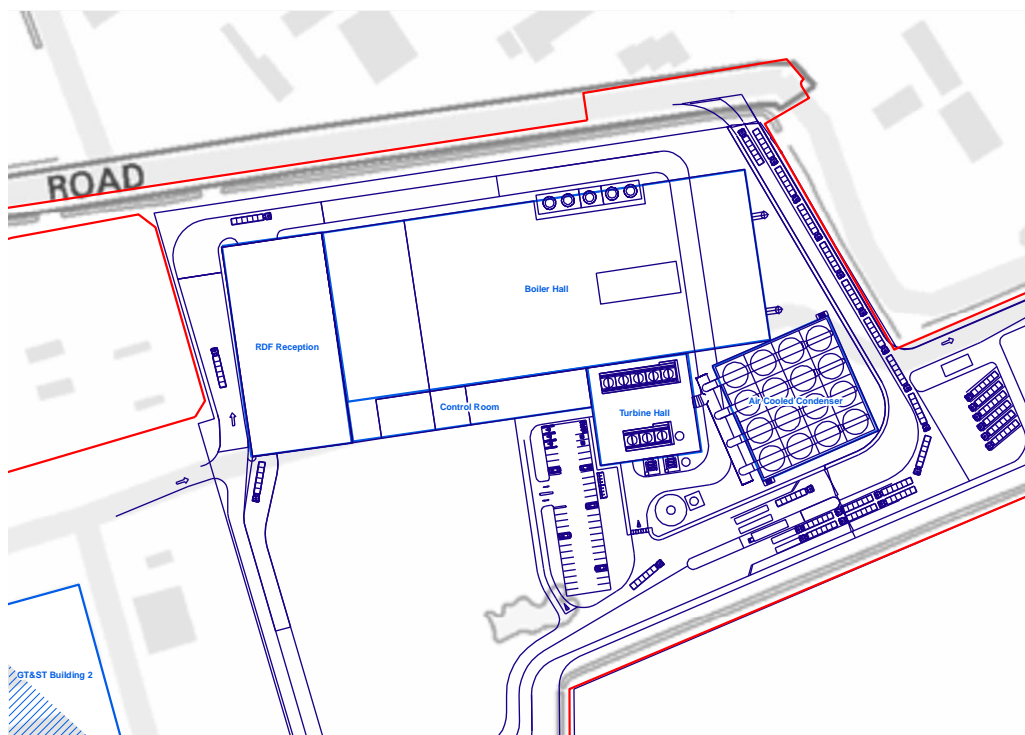 ROAD
Boiler Hall
RDF Reception
Control Room
Air Cooled Condenser
Turbine Hall
GT&ST Building 2